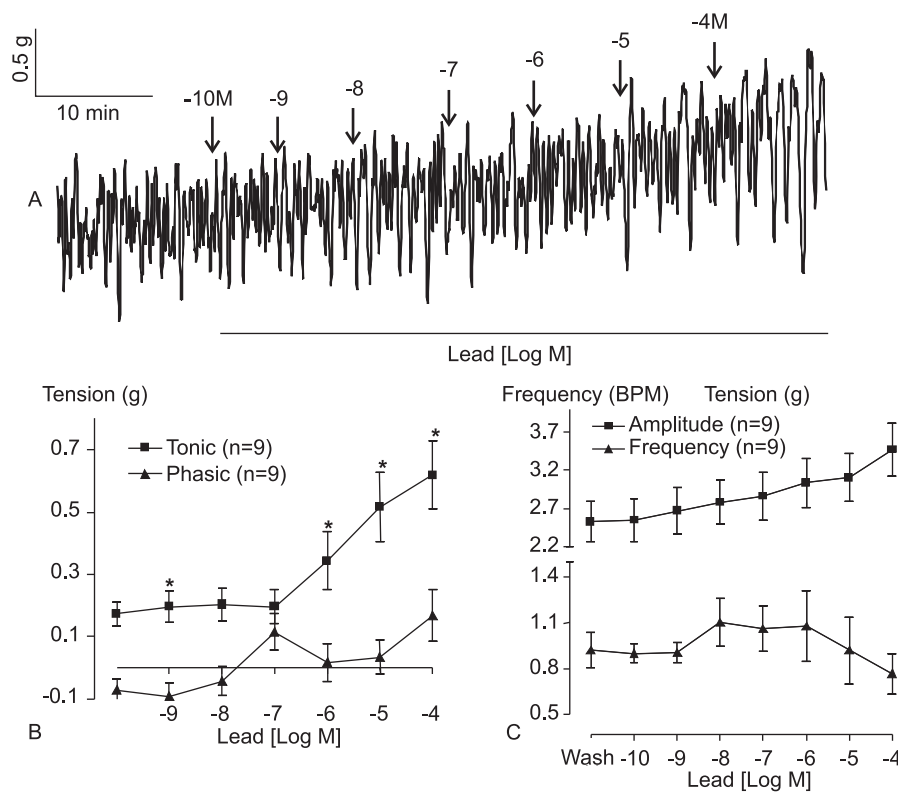 0.5 g
10 min
-10M
-9
-8
-7
-6
-5
-4M
A
Lead [Log M]
Tension (g)
0.7
0.5
0.3
0.1
-0.1
Tonic (n=9)
Phasic (n=9)
*
*
*
*
-9
-8
-7
-6
-5
-4
Lead [Log M]
B
Frequency (BPM) Tension (g)
3.7
3.2
2.7
2.2
1.4
1.1
0.8
0.5
Amplitude (n=9)
Frequency (n=9)
Wash -10 -9 -8 -7 -6 -5 -4
Lead [Log M]
C